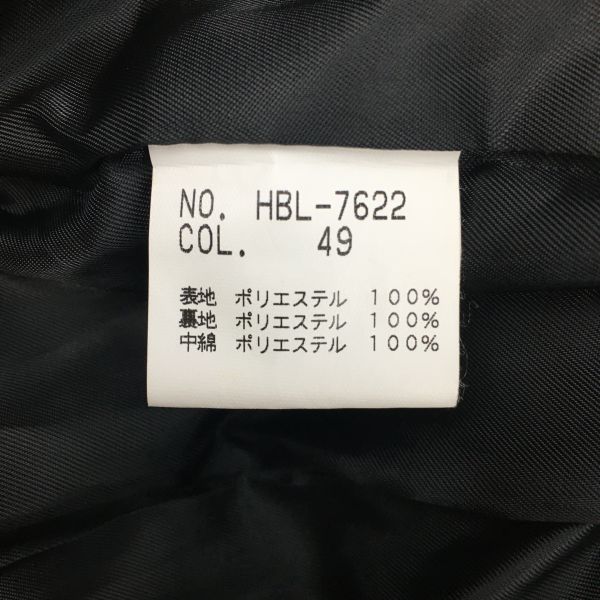 NO. HBL-7622
COL. 49
表地 ポリエステル 100%
裏地 ポリエステル 100%
中綿 ポリエステル 100%